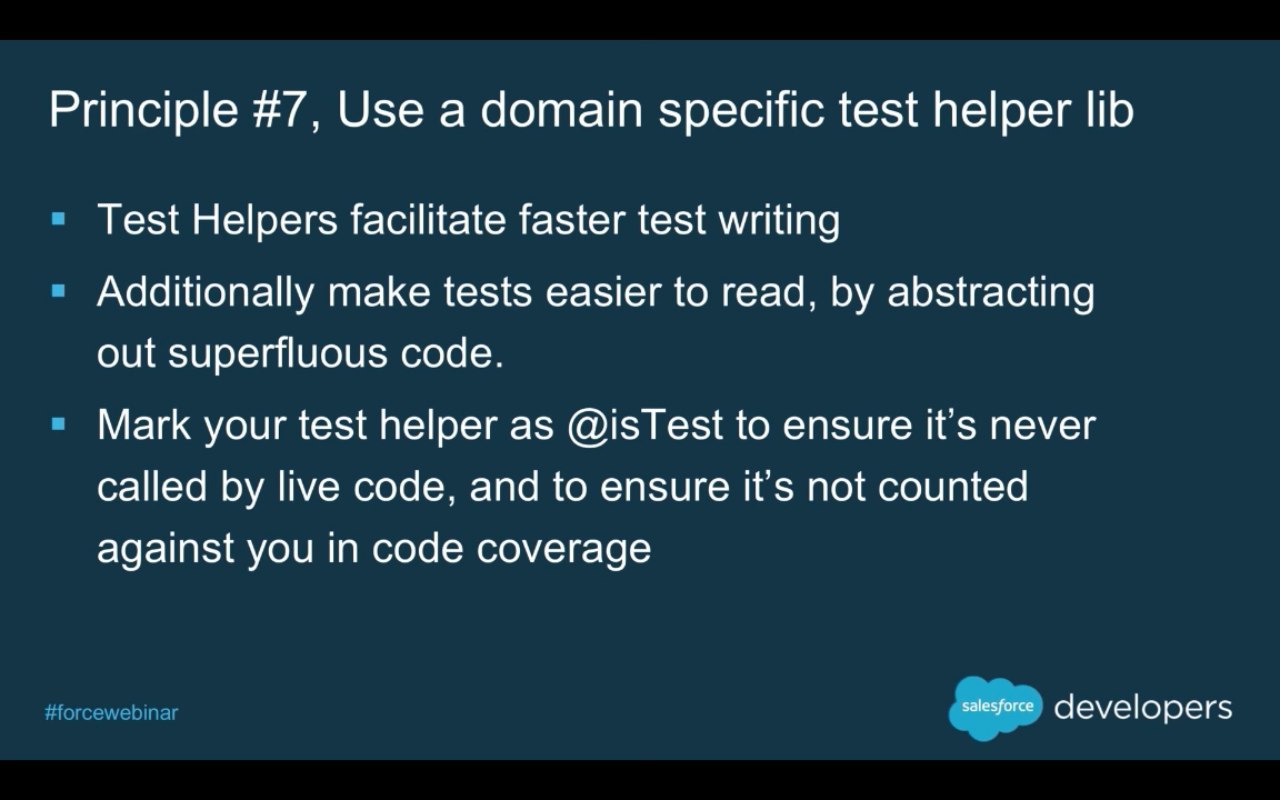 Principle #7, Use a domain specific test helper lib
▪ Test Helpers facilitate faster test writing
▪ Additionally make tests easier to read, by abstracting
out superfluous code.
▪ Mark your test helper as @isTest to ensure it’s never
called by live code, and to ensure it’s not counted
against you in code coverage
#forcewebinar
salesforce developers